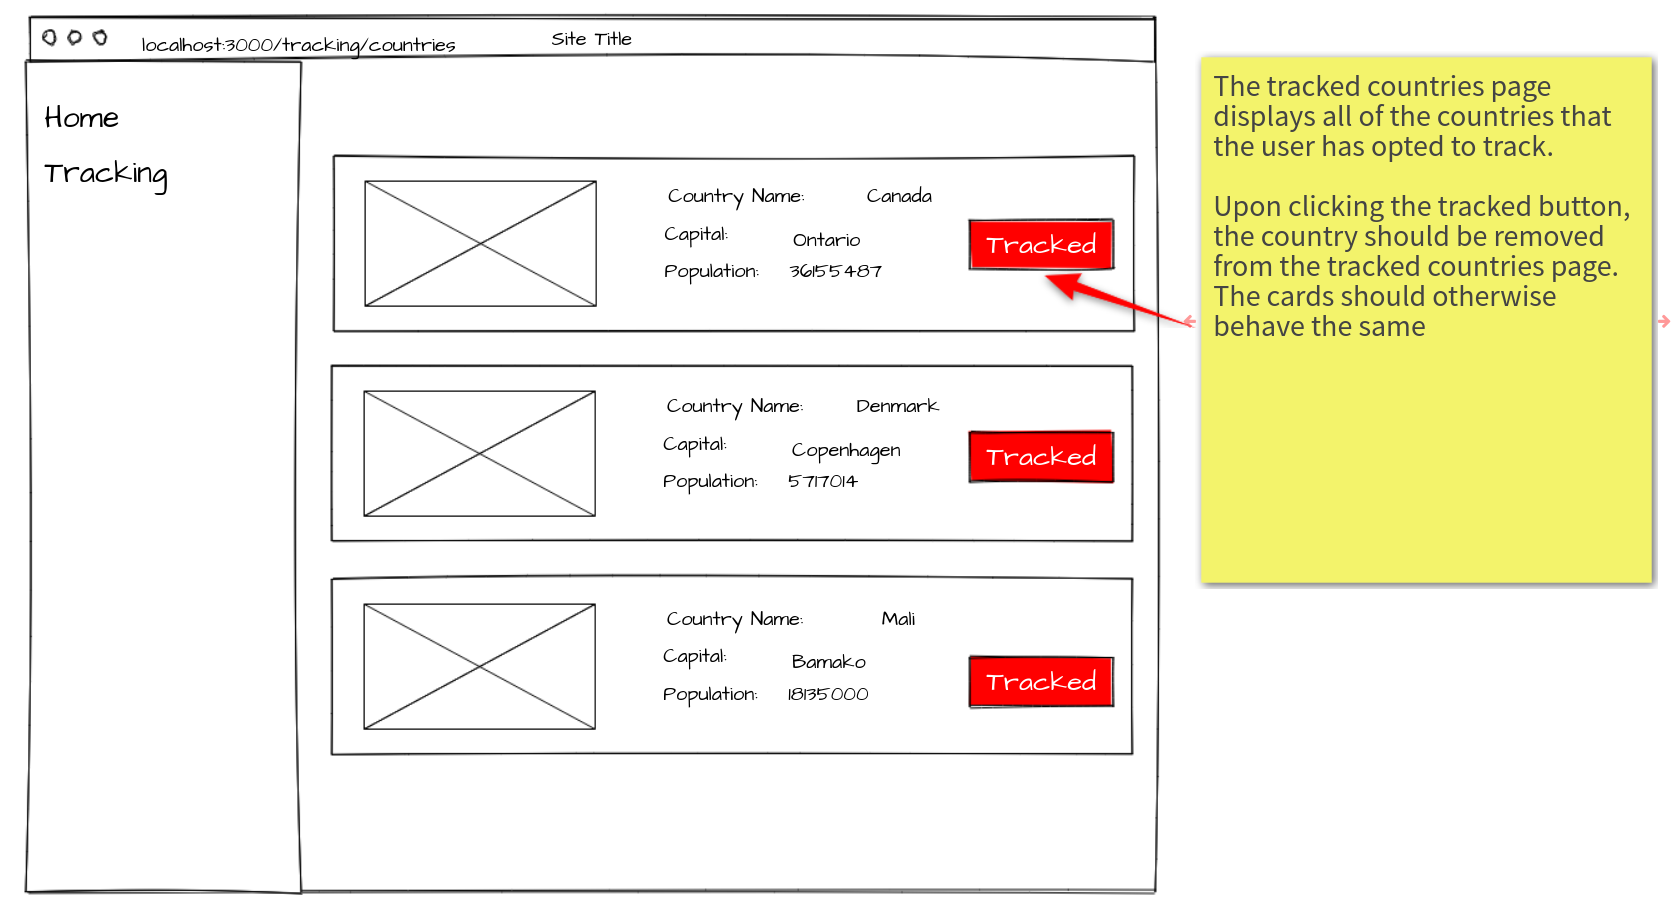 localhost:3000/tracking/countries
Site Title
Home
Tracking
Country Name: Canada
Capital: Ontario
Population: 36155487
Tracked
Country Name: Denmark
Capital: Copenhagen
Population: 5717014
Tracked
Country Name: Mali
Capital: Bamako
Population: 18135000
Tracked
The tracked countries page
displays all of the countries that
the user has opted to track.
Upon clicking the tracked button,
the country should be removed
from the tracked countries page.
The cards should otherwise
behave the same